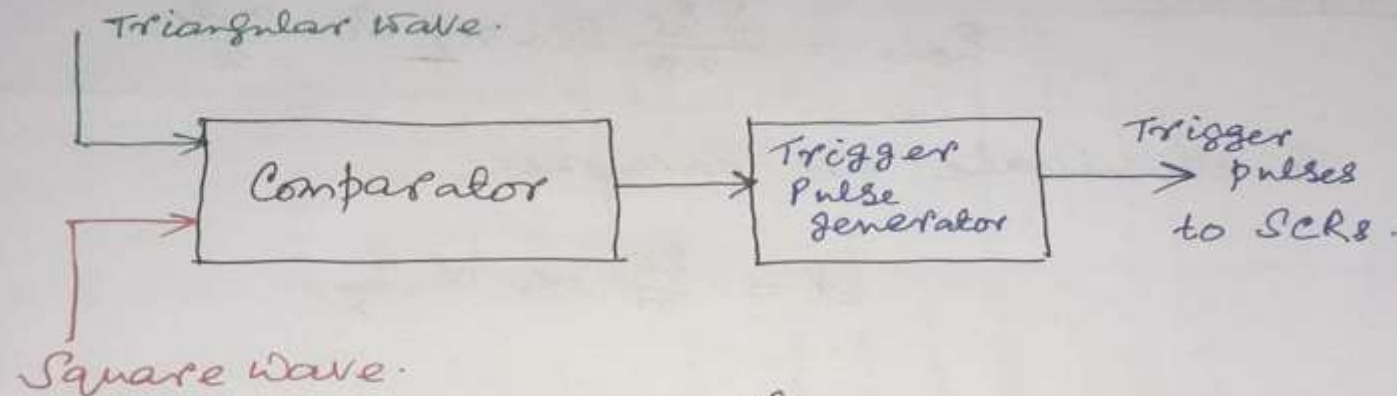 Triangular Wave.
Comparator
Trigger
Pulse
generator
Trigger
pulses
to SCRs.
Square Wave.